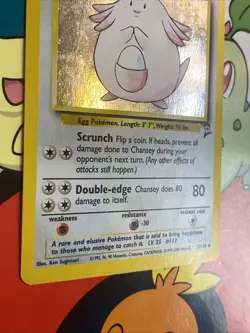 Egg Pokémon. Length: 3' 7", Weight: 76 lbs.
Scrunch Flip a coin. If heads, prevent all
damage done to Chansey during your
opponent's next turn. (Any other effects of
attacks still happen.)
Double-edge Chansey does 80
damage to itself.
80
weakness
resistance
retreat cost
-30
A rare and elusive Pokémon that is said to bring happiness
to those who manage to catch it. LV. 55 #113
Illus. Ken Sugimori